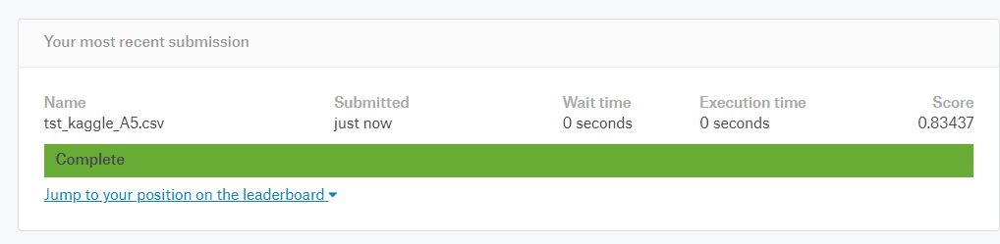 Your most recent submission
Name Submitted Wait time Execution time Score
tst_kaggle_A5.csv just now 0 seconds 0 seconds 0.83437
Complete
Jump to your position on the leaderboard